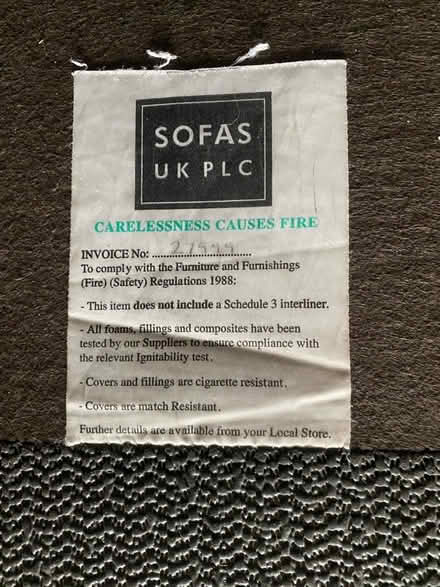 SOFAS
UK PLC
CARELESSNESS CAUSES FIRE
INVOICE No: ....................................
To comply with the Furniture and Furnishings
(Fire) (Safety) Regulations 1988:
- This item does not include a Schedule 3 interliner.
- All foams, fillings and composites have been
tested by our Suppliers to ensure compliance with
the relevant Ignitability test.
- Covers and fillings are cigarette resistant.
- Covers are match Resistant.
Further details are available from your Local Store.